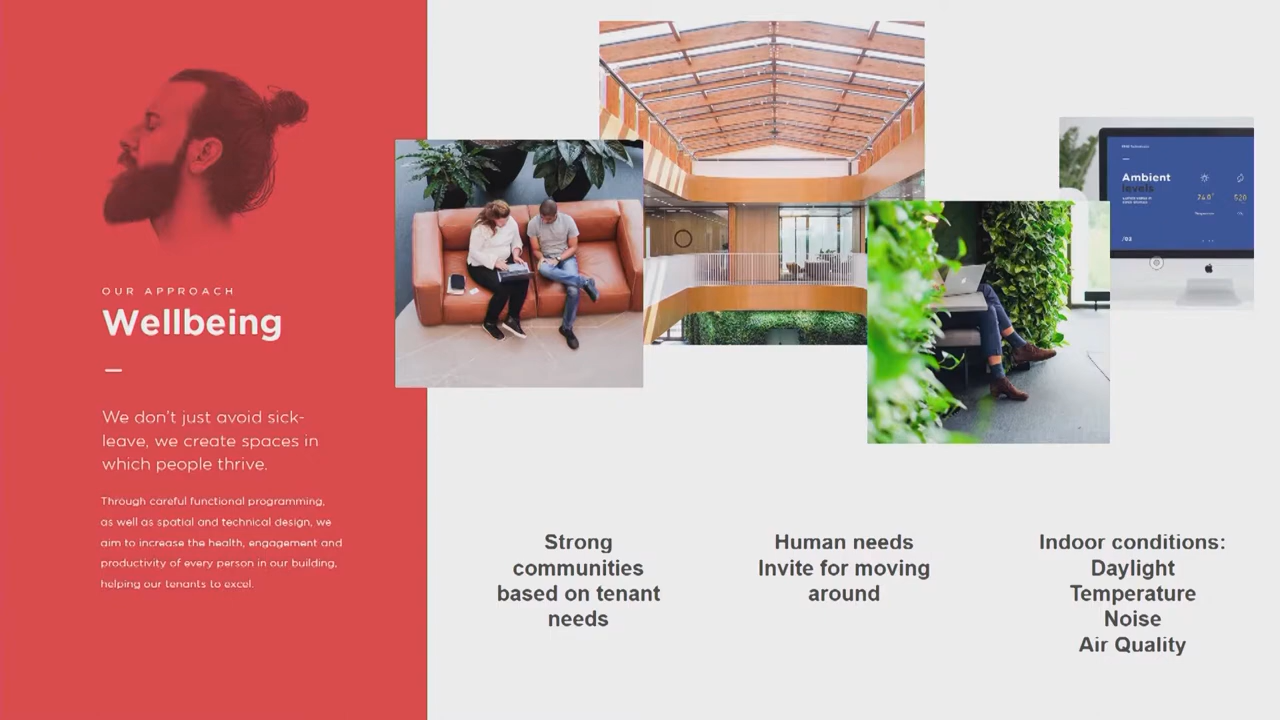 OUR APPROACH
Wellbeing
We don't just avoid sick-
leave, we create spaces in
which people thrive.
Through careful functional programming,
as well as spatial and technical design, we
aim to increase the health, engagement and
productivity of every person in our building,
helping our tenants to excel.
Ambient
levels
/03
Strong
communities
based on tenant
needs
Human needs
Invite for moving
around
Indoor conditions:
Daylight
Temperature
Noise
Air Quality